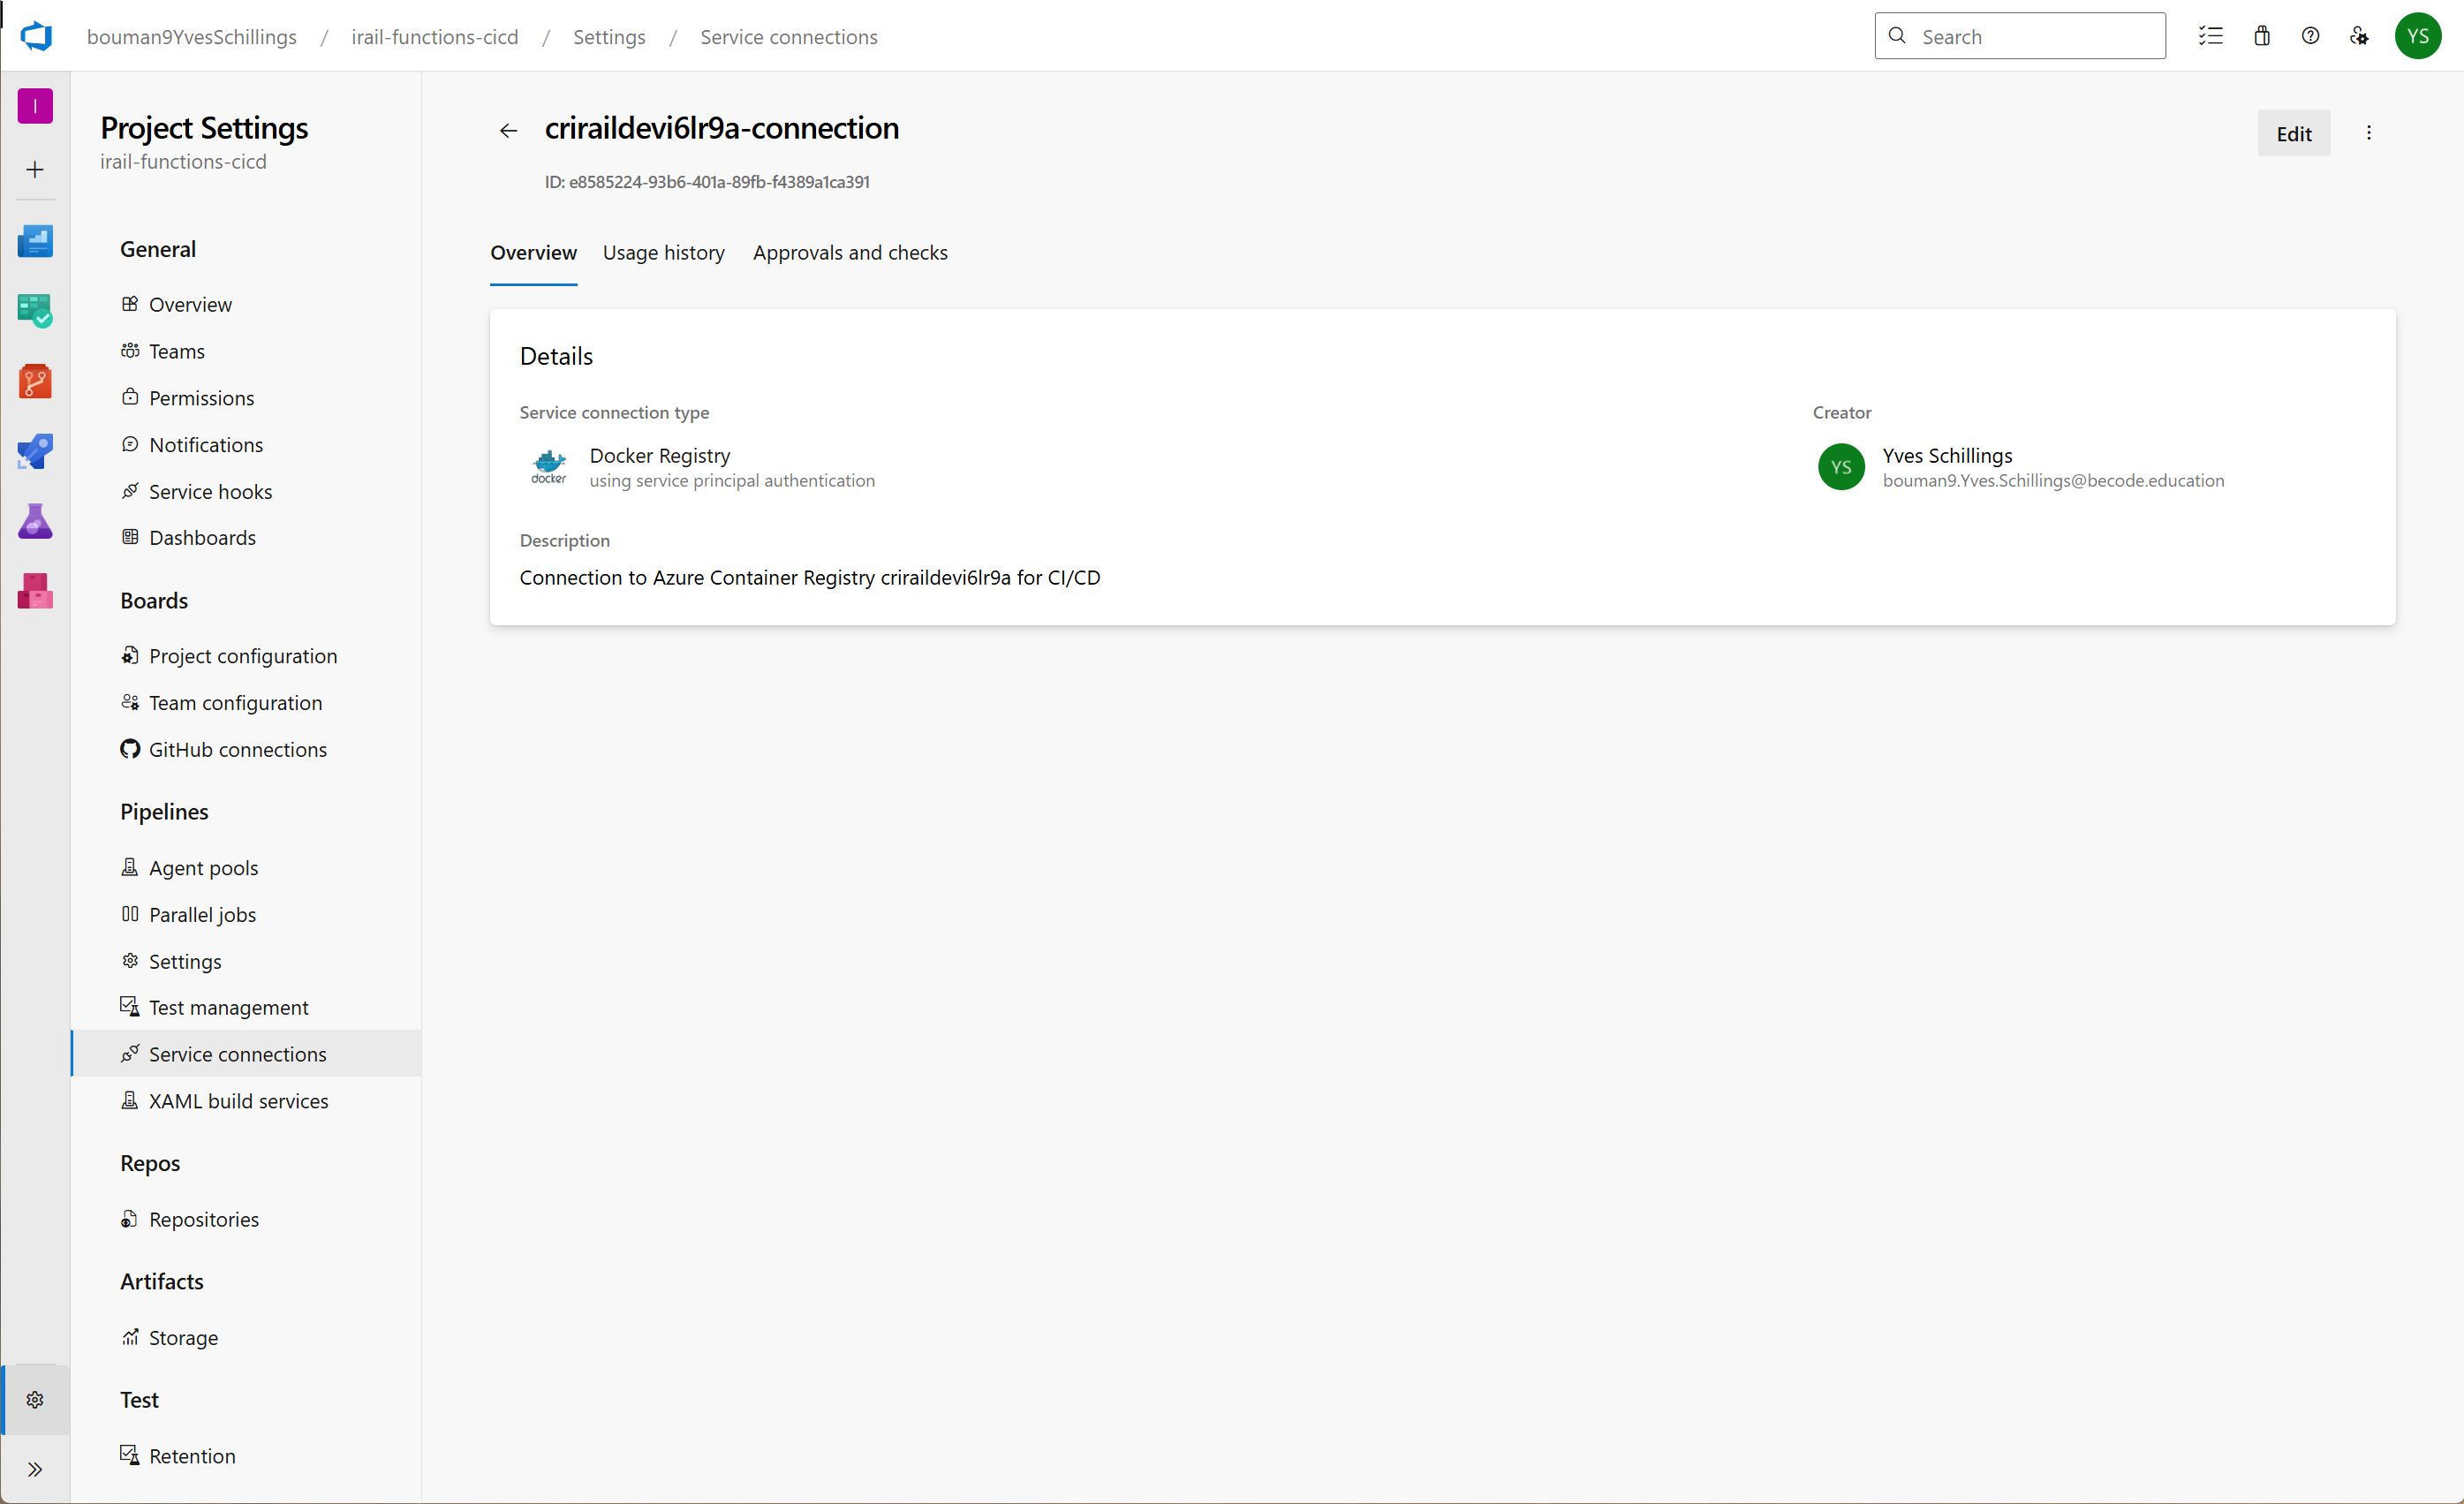 bouman9YvesSchillings / irail-functions-cicd / Settings / Service connections
Search
YS
I
Project Settings
irail-functions-cicd
General
Overview
Teams
Permissions
Notifications
Service hooks
Dashboards
Boards
Project configuration
Team configuration
GitHub connections
Pipelines
Agent pools
Parallel jobs
Settings
Test management
Service connections
XAML build services
Repos
Repositories
Artifacts
Storage
Test
Retention
criraildevi6lr9a-connection
Edit
ID: e8585224-93b6-401a-89fb-f4389a1ca391
Overview
Usage history
Approvals and checks
Details
Service connection type
docker
Docker Registry
using service principal authentication
Creator
YS
Yves Schillings
bouman9.Yves.Schillings@becode.education
Description
Connection to Azure Container Registry criraildevi6lr9a for CI/CD